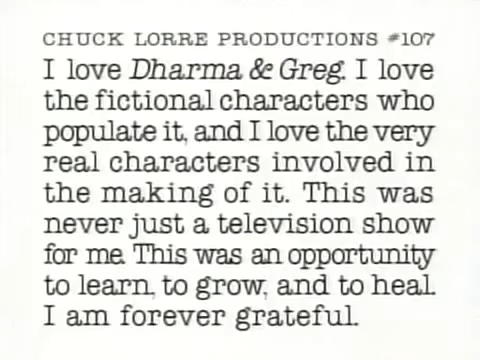 CHUCK LORRE PRODUCTIONS #107
I love Dharma & Greg. I love
the fictional characters who
populate it, and I love the very
real characters involved in
the making of it. This was
never just a television show
for me. This was an opportunity
to learn, to grow, and to heal.
I am forever grateful.